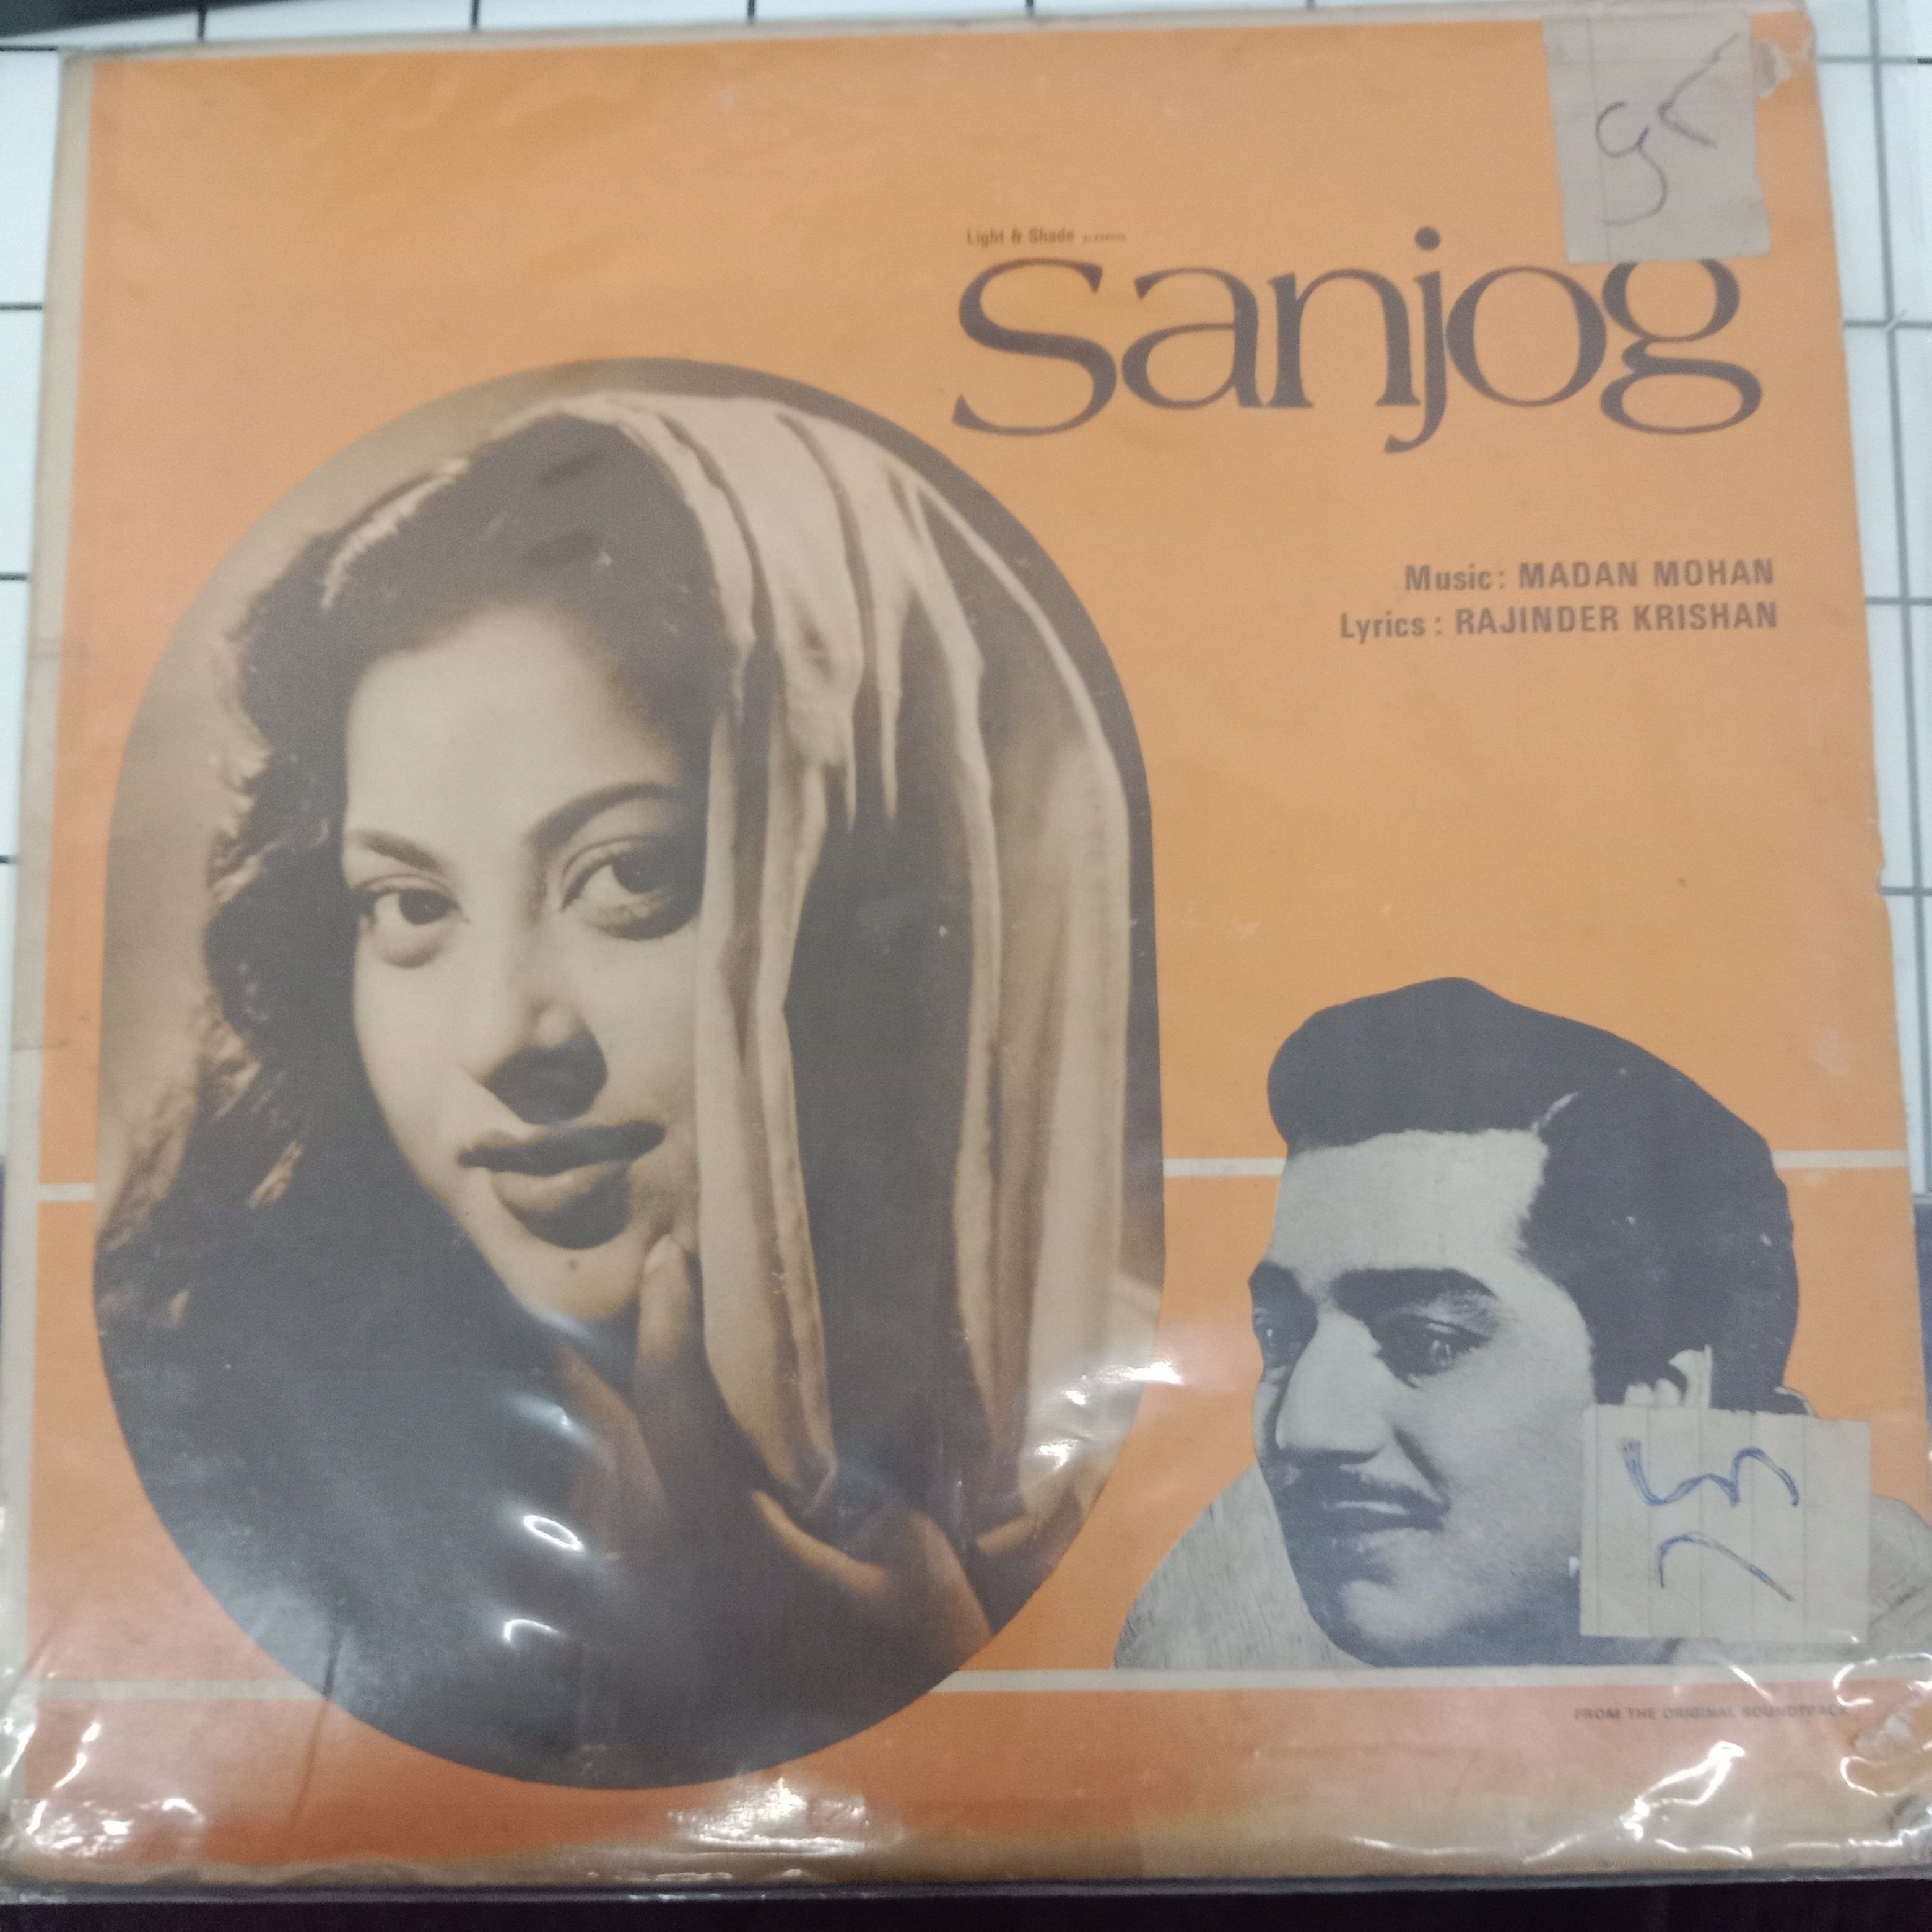 Light & Shade presents
Sanjog
Music: MADAN MOHAN
Lyrics: RAJINDER KRISHAN
FROM THE ORIGINAL SOUNDTRACK